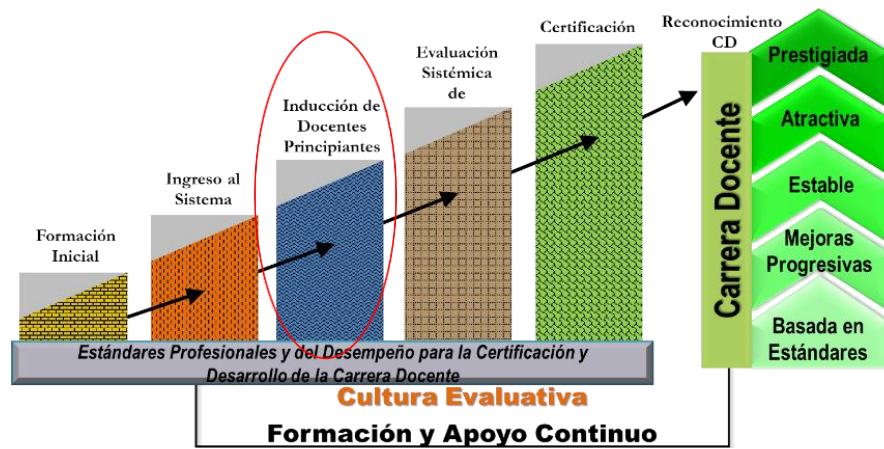 Formación
Inicial
Ingreso al
Sistema
Inducción de
Docentes
Principiantes
Evaluación
Sistémica
de
Certificación
Reconocimiento
CD
Carrera Docente
Prestigiada
Atractiva
Estable
Mejoras
Progresivas
Basada en
Estándares
Estándares Profesionales y del Desempeño para la Certificación y
Desarrollo de la Carrera Docente
Cultura Evaluativa
Formación y Apoyo Continuo